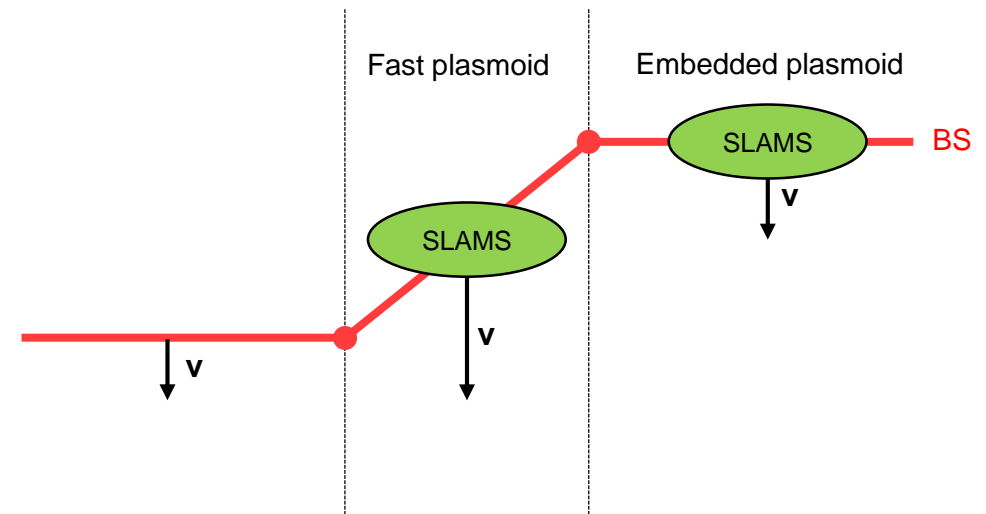 Fast plasmoid
Embedded plasmoid
SLAMS
BS
v
SLAMS
v
v